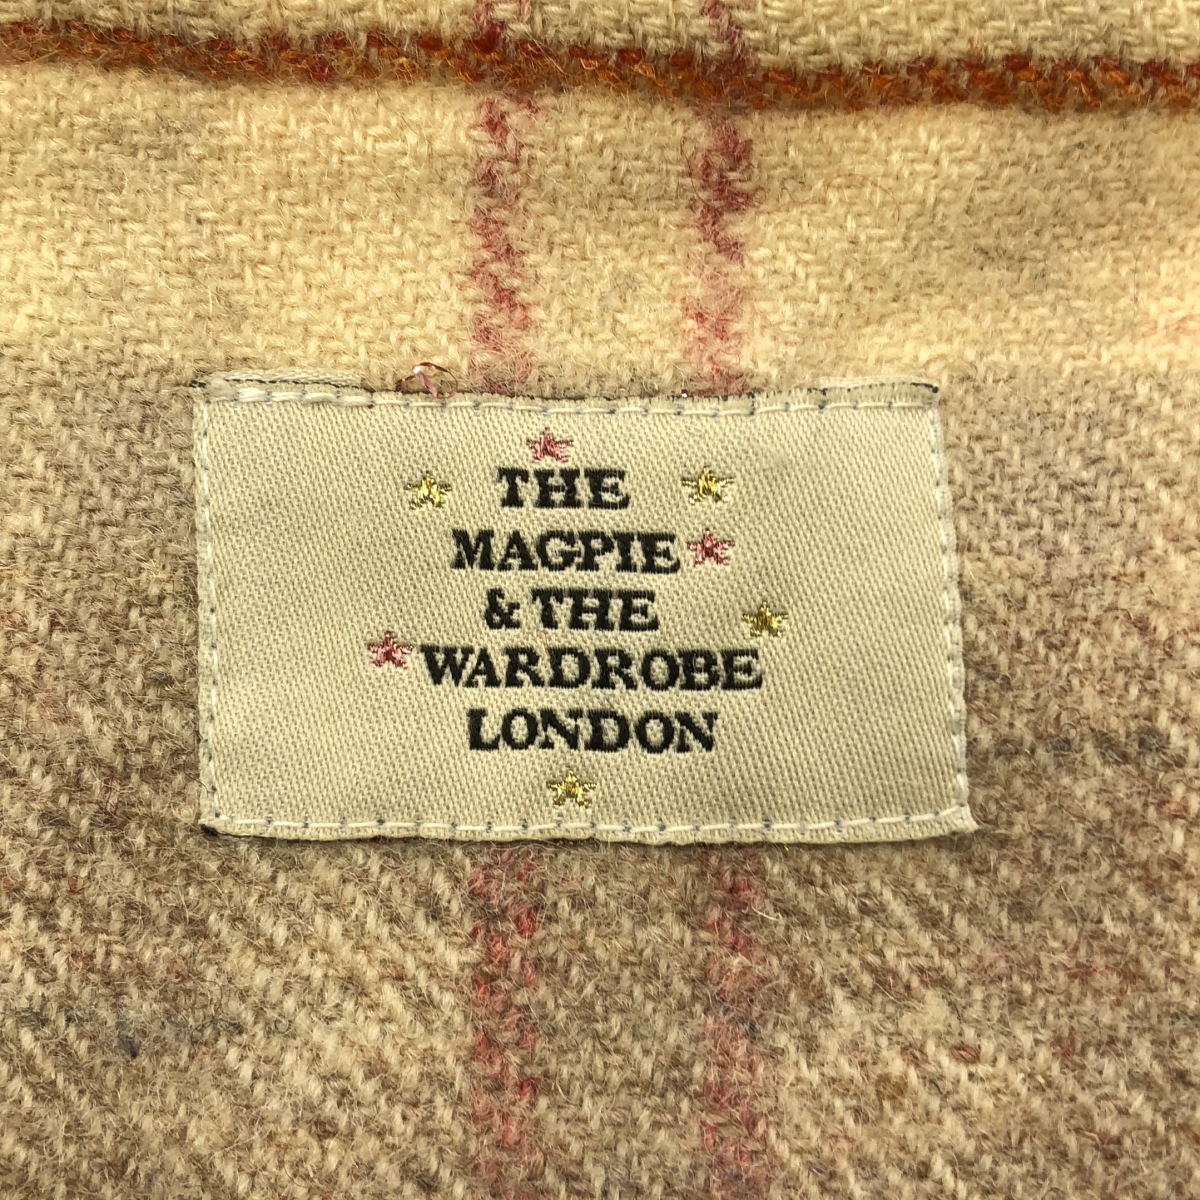 THE
MAGPIE
& THE
WARDROBE
LONDON